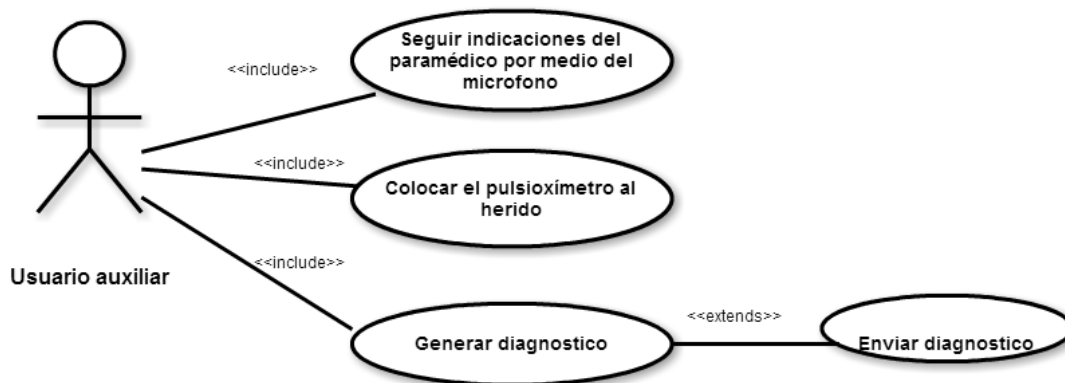 Seguir indicaciones del
paramédico por medio del
microfono
<<include>>
<<include>>
Colocar el pulsioxímetro al
herido
Usuario auxiliar
<<include>>
Generar diagnostico
<<extends>>
Enviar diagnostico